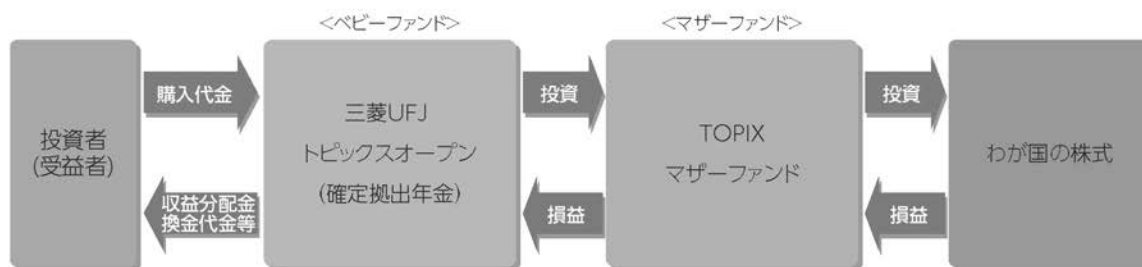 <ベビーファンド>
<マザーファンド>
投資者
(受益者)
購入代金
収益分配金
換金代金等
三菱UFJ
トピックスオープン
(確定拠出年金)
投資
損益
TOPIX
マザーファンド
投資
損益
わが国の株式